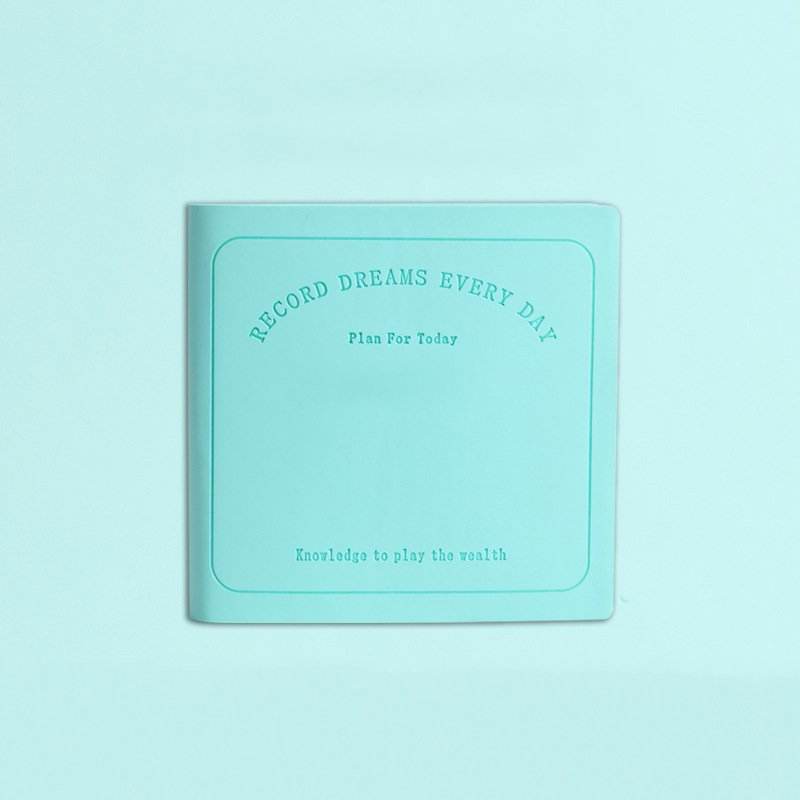 RECORD DREAMS EVERY DAY
Plan For Today
Knowledge to play the wealth